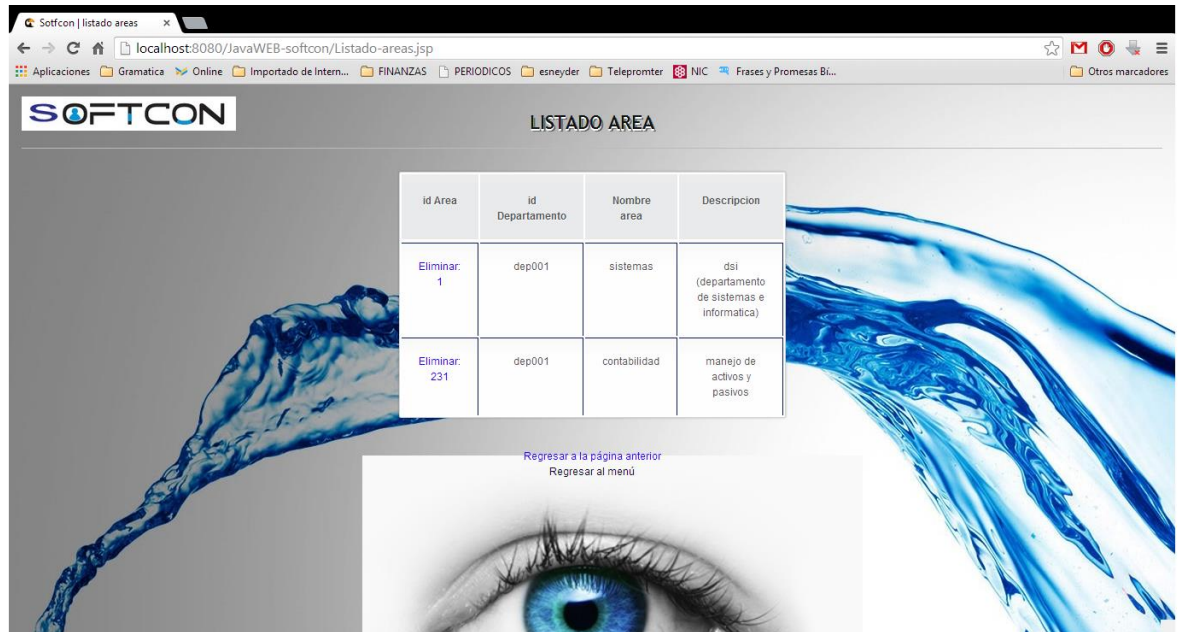 Sotfcon | listado areas
localhost:8080/JavaWEB-softcon/Listado-areas.jsp
Aplicaciones Gramatica Online Importado de Intern... FINANZAS PERIODICOS esneyder Telepromter NIC Frases y Promesas Bí... Otros marcadores
SOFTCON
LISTADO AREA
id Area
id
Departamento
Nombre
area
Descripcion
Eliminar:
1
dep001
sistemas
dsi
(departamento
de sistemas e
informatica)
Eliminar:
231
dep001
contabilidad
manejo de
activos y
pasivos
Regresar a la página anterior
Regresar al menú